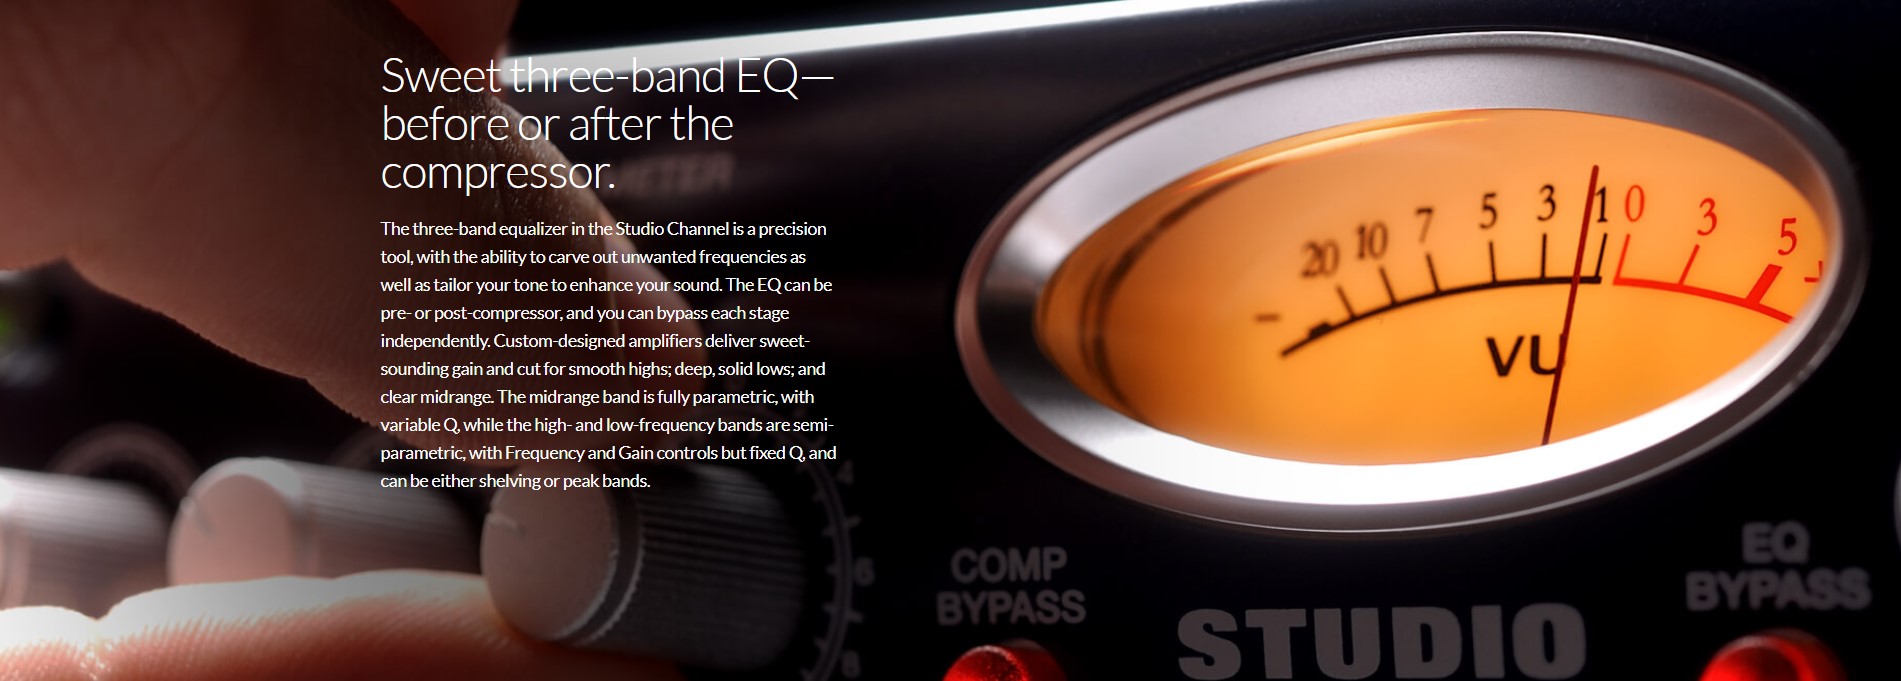 Sweet three-band EQ—
before or after the
compressor.
The three-band equalizer in the Studio Channel is a precision
tool, with the ability to carve out unwanted frequencies as
well as tailor your tone to enhance your sound. The EQ can be
pre- or post-compressor, and you can bypass each stage
independently. Custom-designed amplifiers deliver sweet-
sounding gain and cut for smooth highs; deep, solid lows; and
clear midrange. The midrange band is fully parametric, with
variable Q, while the high- and low-frequency bands are semi-
parametric, with Frequency and Gain controls but fixed Q, and
can be either shelving or peak bands.
- 20 10 7 5 3 1 0 3 5 +
VU
4
6
8
COMP
BYPASS
EQ
BYPASS
STUDIO